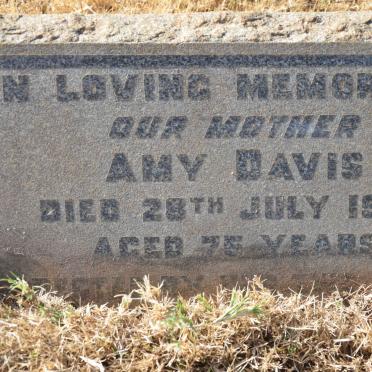 N LOVING MEMOR
OUR MOTHER
AMY DAVIS
DIED 28TH JULY 19
AGED 75 YEARS